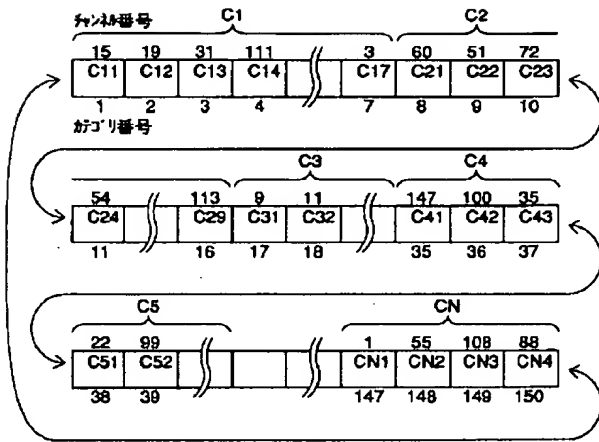 C1 C2
チャンネル番号
15 19 31 111 3 60 51 72
C11 C12 C13 C14 C17 C21 C22 C23
1 2 3 4 7 8 9 10
カテゴリ番号
C3 C4
54 113 9 11 147 100 35
C24 C29 C31 C32 C41 C42 C43
11 16 17 18 35 36 37
C5 CN
22 99 1 55 108 88
C51 C52 CN1 CN2 CN3 CN4
38 39 147 148 149 150